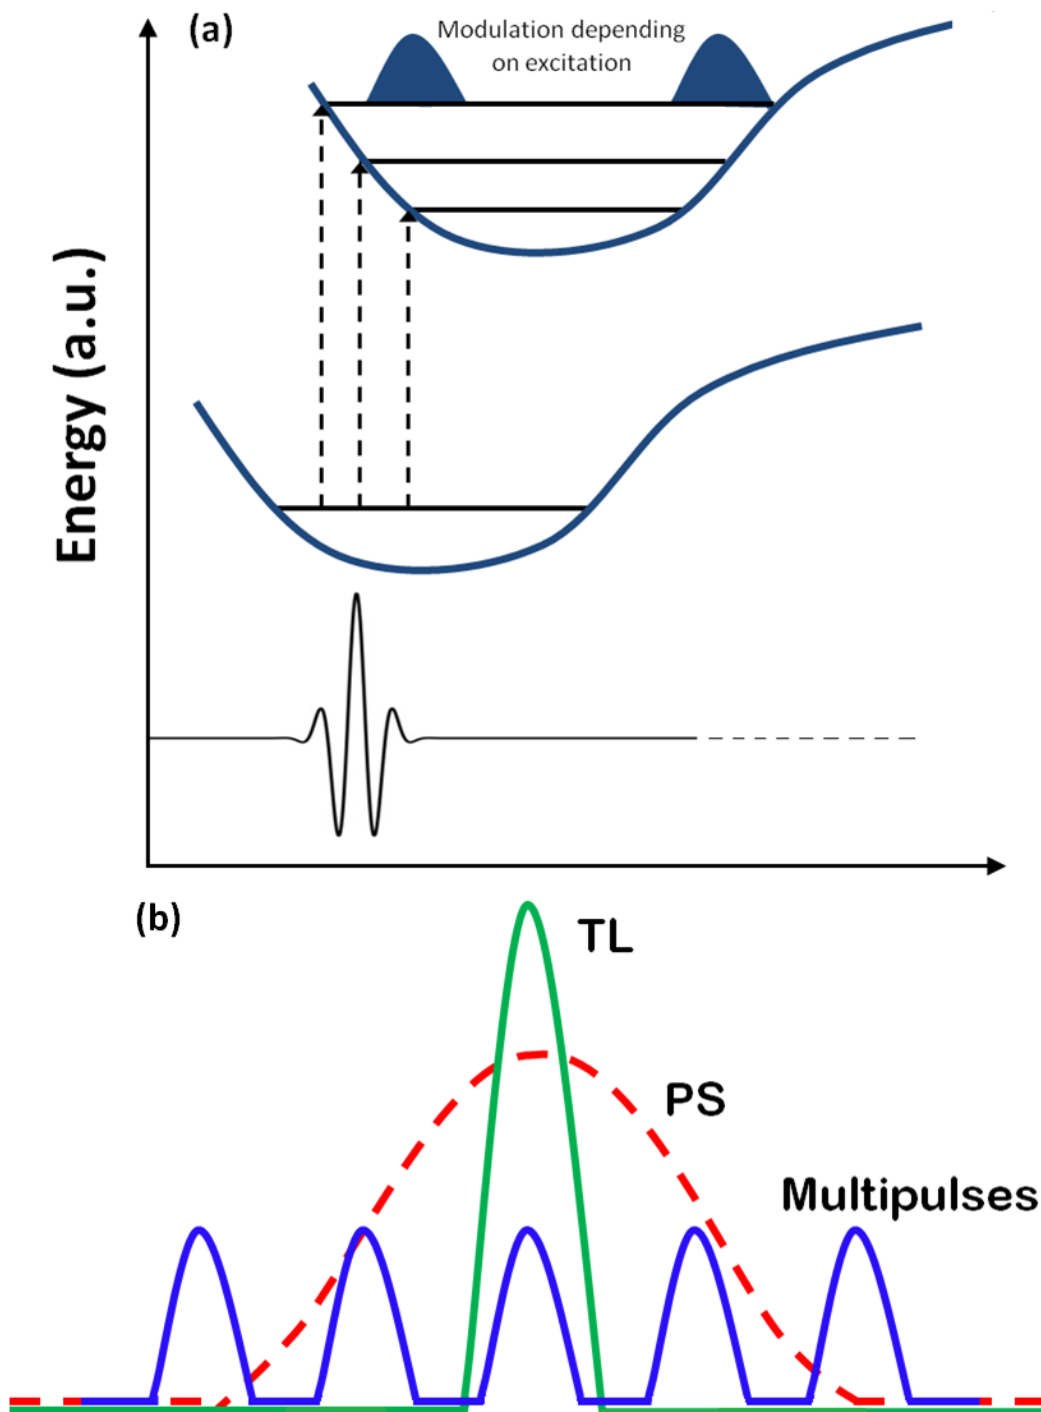 (a)
Modulation depending
on excitation
Energy (a.u.)
(b)
TL
PS
Multipulses